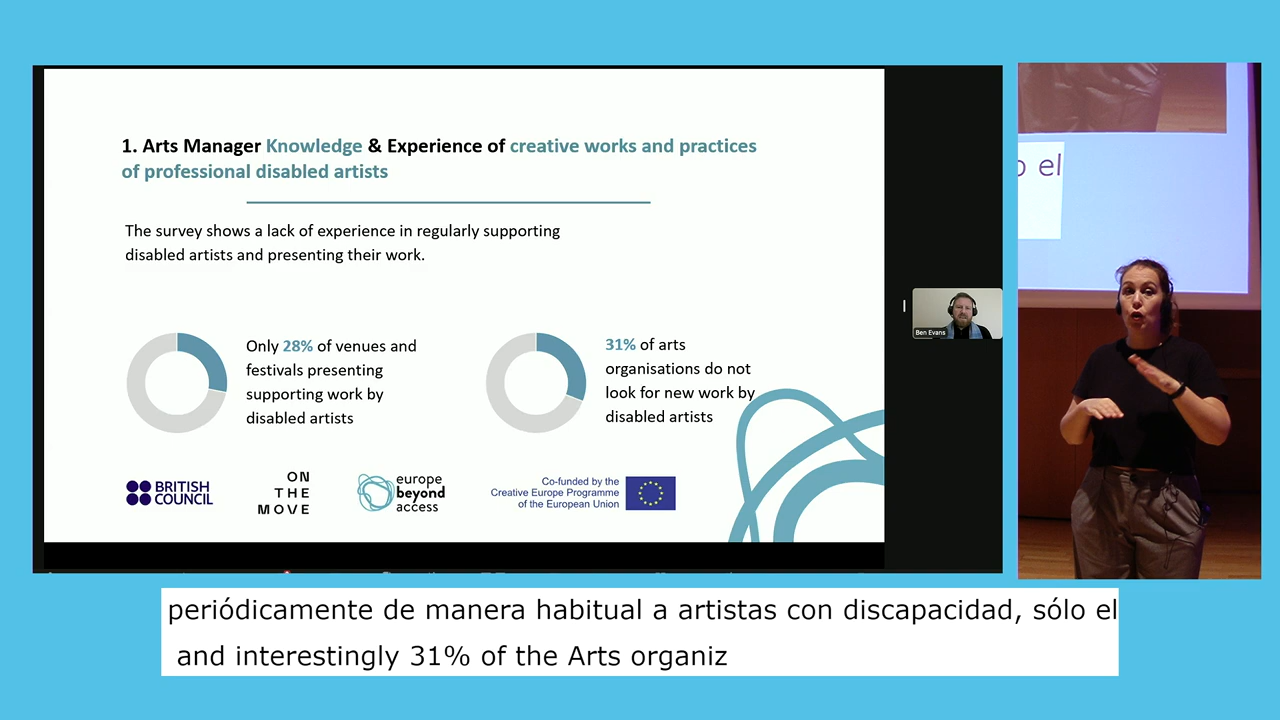 1. Arts Manager Knowledge & Experience of creative works and practices
of professional disabled artists
The survey shows a lack of experience in regularly supporting
disabled artists and presenting their work.
Only 28% of venues and
festivals presenting
supporting work by
disabled artists
31% of arts
organisations do not
look for new work by
disabled artists
BRITISH
COUNCIL
ON
THE
MOVE
europe
beyond
access
Co-funded by the
Creative Europe Programme
of the European Union
Ben Evans
o el
periódicamente de manera habitual a artistas con discapacidad, sólo el
and interestingly 31% of the Arts organiz